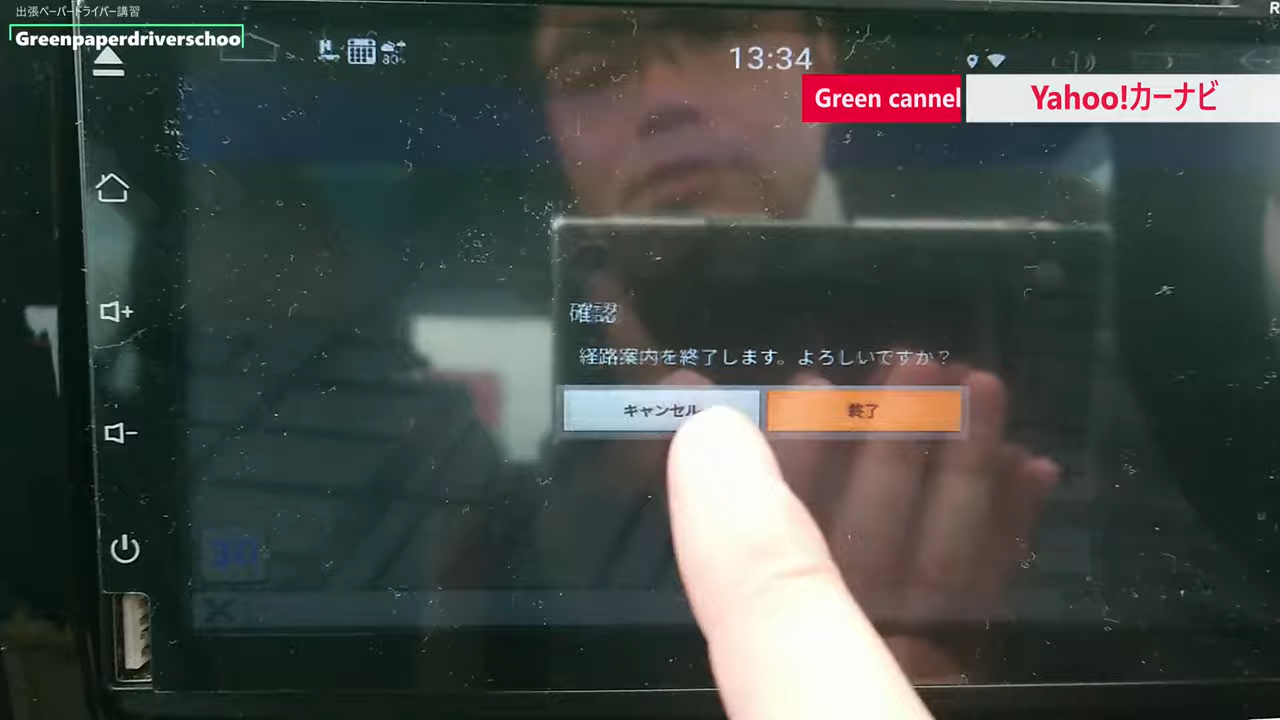 出張ペーパードライバー講習
Greenpaperdriverschoo
80%
13:34
Green cannel
Yahoo!カーナビ
確認
経路案内を終了します。よろしいですか？
キャンセル
終了
3D